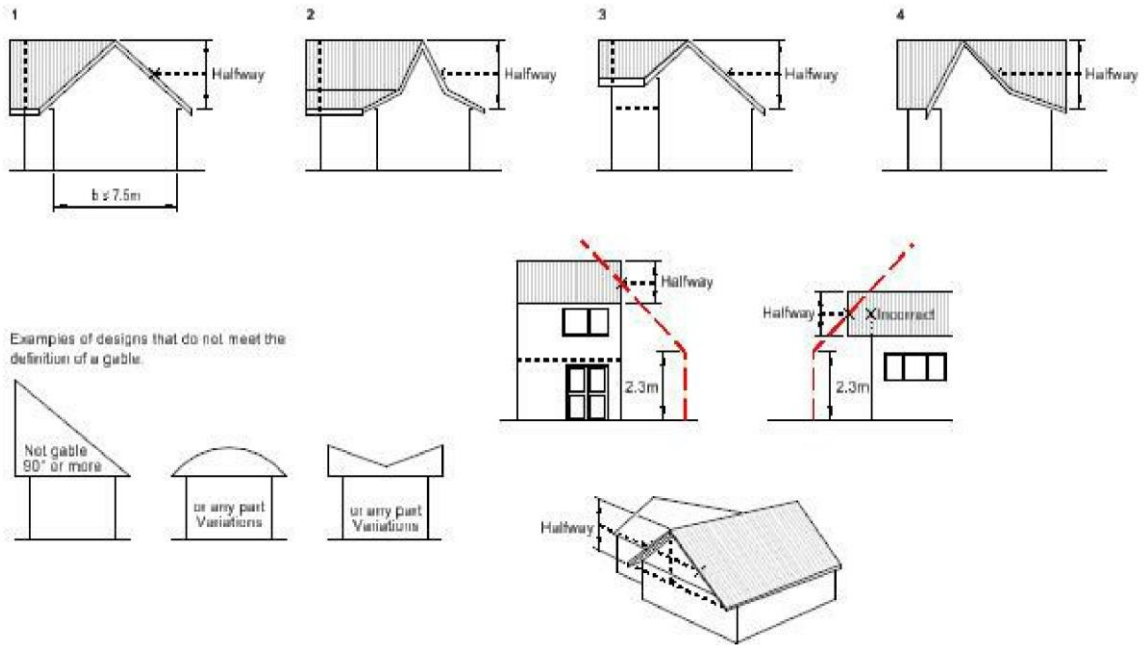 1
2
3
4
Halfway
Halfway
Halfway
Halfway
b ≤ 7.5m
Halfway
Halfway
Incorrect
2.3m
2.3m
Examples of designs that do not meet the
definition of a gable.
Not gable
90° or more
or any part
Variations
or any part
Variations
Halfway